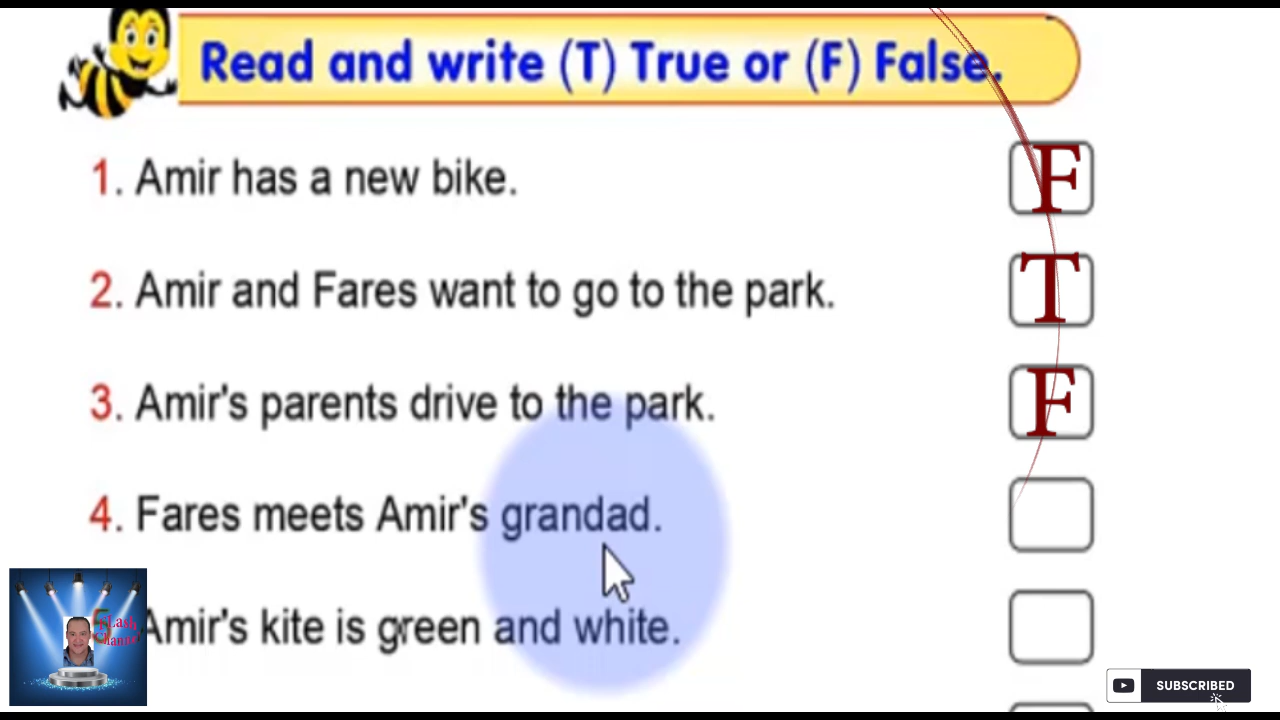 Read and write (T) True or (F) False.
1. Amir has a new bike. F
2. Amir and Fares want to go to the park. T
3. Amir's parents drive to the park. F
4. Fares meets Amir's grandad.
Amir's kite is green and white.
FLash
Channel
SUBSCRIBED